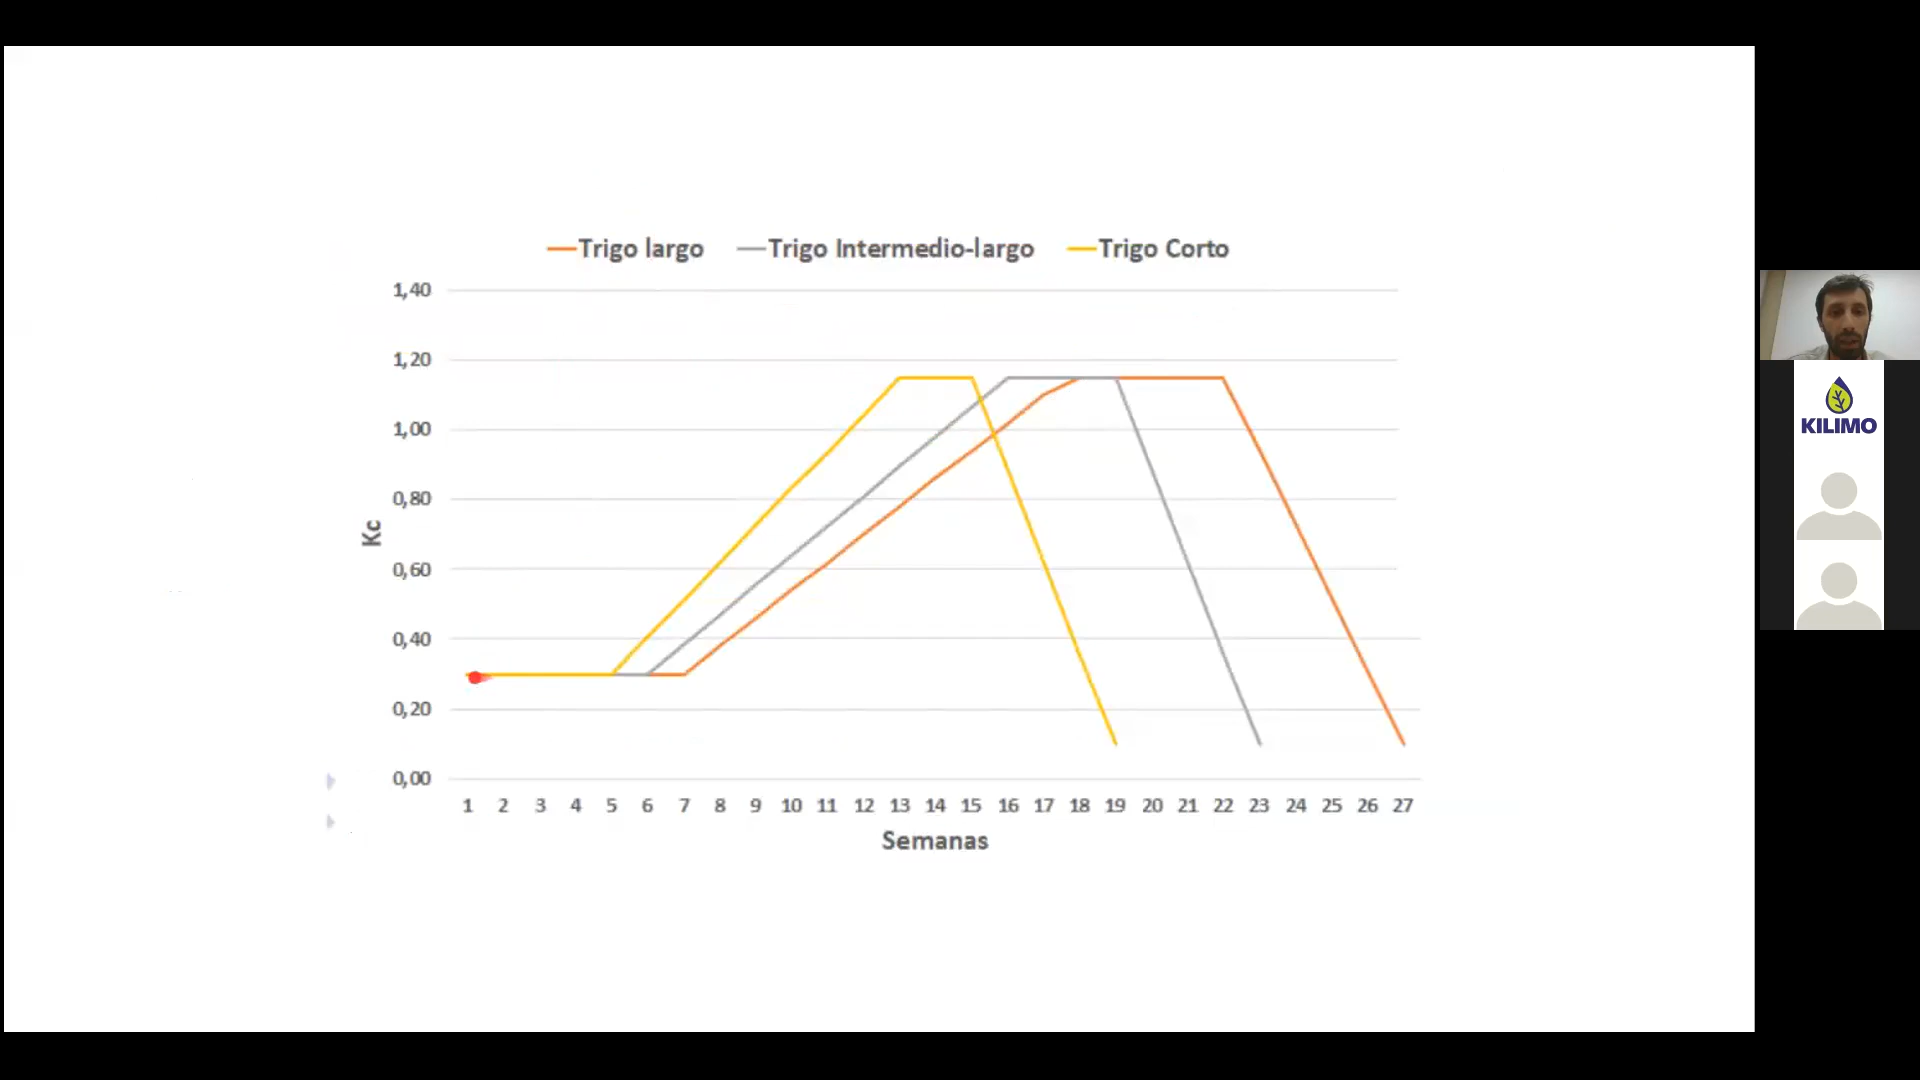 Trigo largo Trigo Intermedio-largo Trigo Corto
1,40
1,20
1,00
0,80
0,60
0,40
0,20
0,00
Kc
1 2 3 4 5 6 7 8 9 10 11 12 13 14 15 16 17 18 19 20 21 22 23 24 25 26 27
Semanas
KILIMO